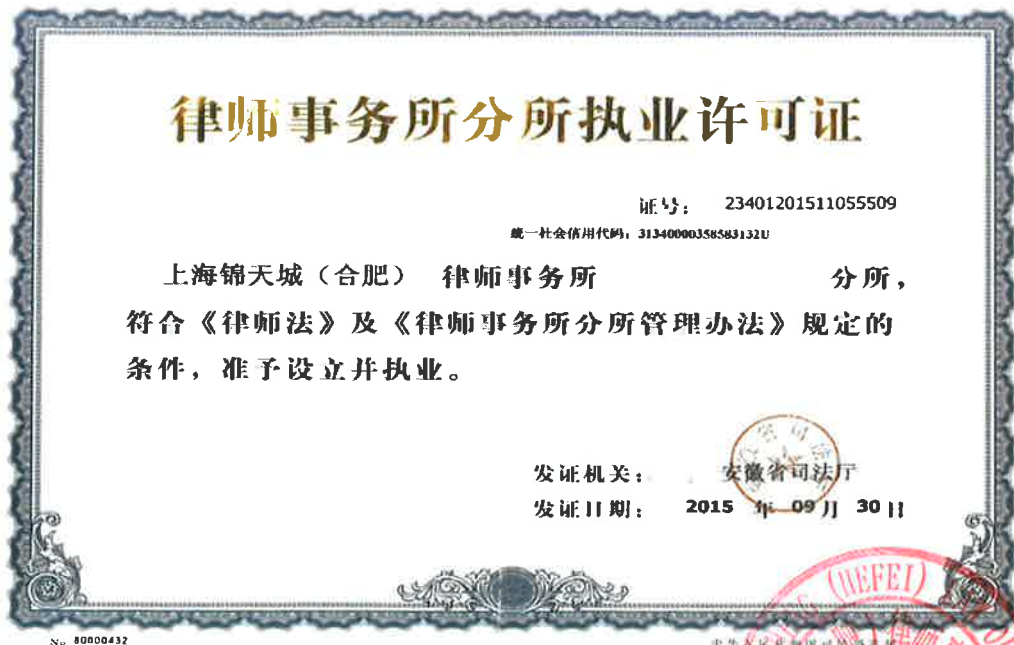 律师事务所分所执业许可证
证号： 23401201511055509
统一社会信用代码：31340000358583132U
上海锦天城（合肥） 律师事务所 分所，
符合《律师法》及《律师事务所分所管理办法》规定的
条件，准予设立并执业。
发证机关： 安徽省司法厅
发证日期： 2015 年 09 月 30 日
(HEFEI)
No 80000432